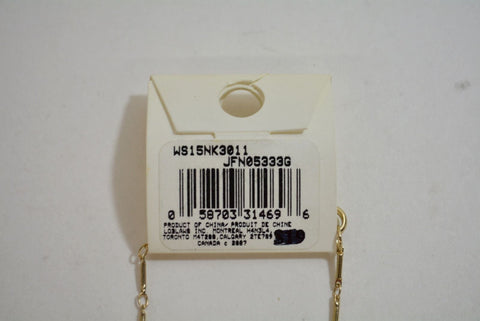 WS15NK3011
JFN05333G
0 58703 31469 6
PRODUCT OF CHINA/ PRODUIT DE CHINE
LOBLAWS INC. MONTREAL H4N3L4,
TORONTO M4T2S8, CALGARY 2TE7S9
CANADA c 2007